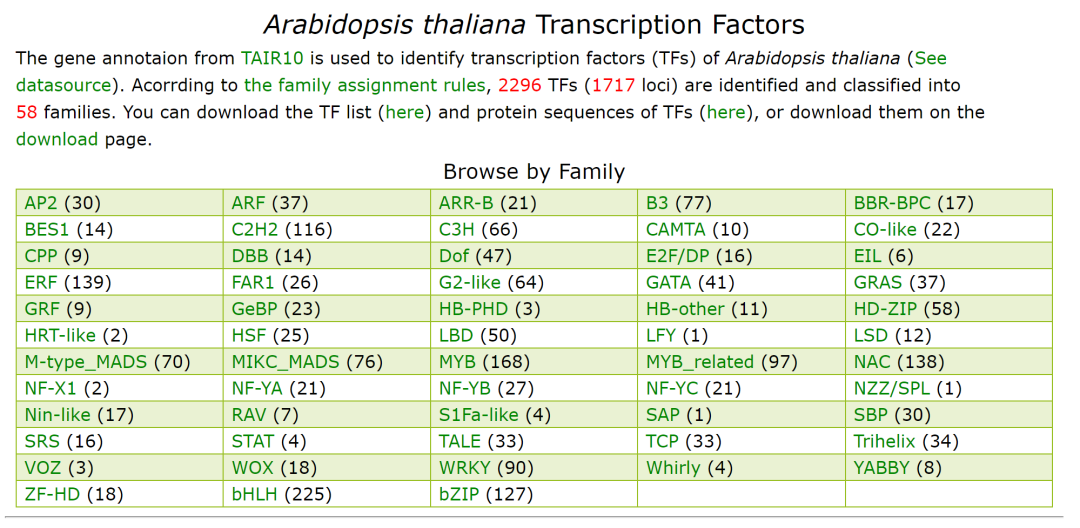 Arabidopsis thaliana Transcription Factors
The gene annotaion from TAIR10 is used to identify transcription factors (TFs) of Arabidopsis thaliana (See
datasource). Acorrding to the family assignment rules, 2296 TFs (1717 loci) are identified and classified into
58 families. You can download the TF list (here) and protein sequences of TFs (here), or download them on the
download page.
Browse by Family
AP2 (30) ARF (37) ARR-B (21) B3 (77) BBR-BPC (17)
BES1 (14) C2H2 (116) C3H (66) CAMTA (10) CO-like (22)
CPP (9) DBB (14) Dof (47) E2F/DP (16) EIL (6)
ERF (139) FAR1 (26) G2-like (64) GATA (41) GRAS (37)
GRF (9) GeBP (23) HB-PHD (3) HB-other (11) HD-ZIP (58)
HRT-like (2) HSF (25) LBD (50) LFY (1) LSD (12)
M-type_MADS (70) MIKC_MADS (76) MYB (168) MYB_related (97) NAC (138)
NF-X1 (2) NF-YA (21) NF-YB (27) NF-YC (21) NZZ/SPL (1)
Nin-like (17) RAV (7) S1Fa-like (4) SAP (1) SBP (30)
SRS (16) STAT (4) TALE (33) TCP (33) Trihelix (34)
VOZ (3) WOX (18) WRKY (90) Whirly (4) YABBY (8)
ZF-HD (18) bHLH (225) bZIP (127)